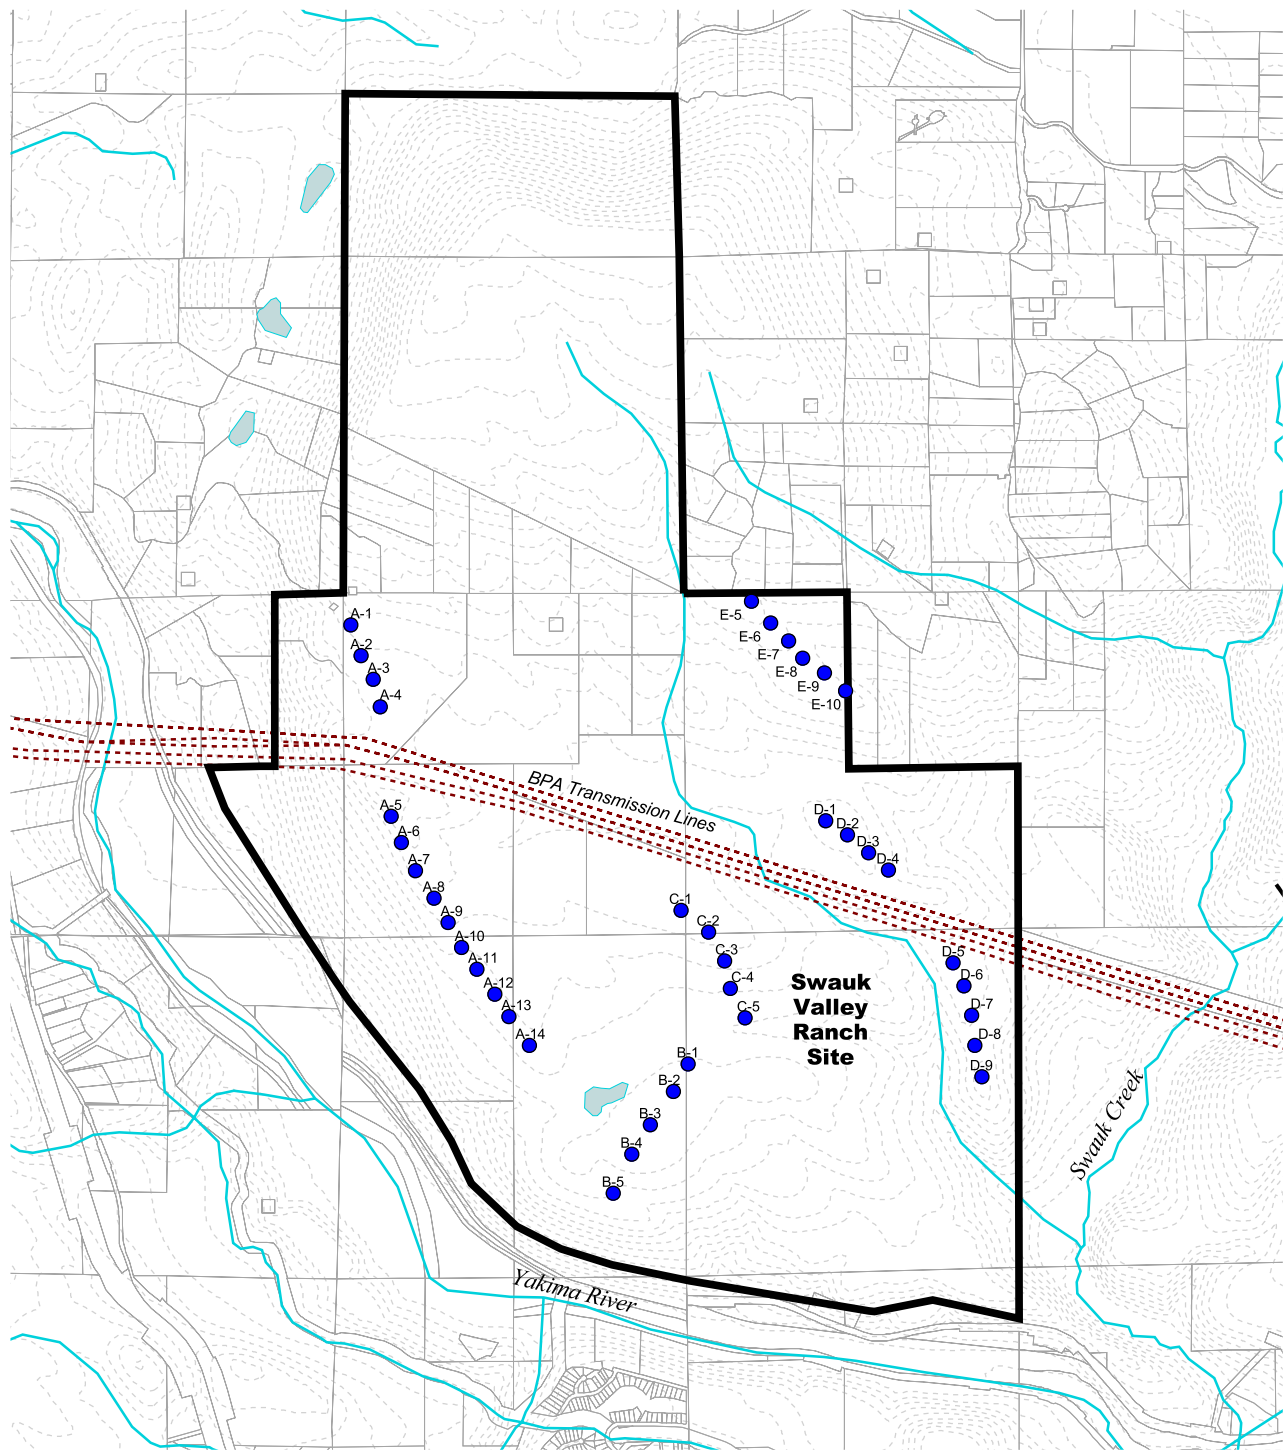 A-1
A-2
A-3
A-4
E-5
E-6
E-7
E-8
E-9
E-10
BPA Transmission Lines
A-5
A-6
A-7
A-8
A-9
A-10
A-11
A-12
A-13
A-14
D-1
D-2
D-3
D-4
C-1
C-2
C-3
C-4
C-5
Swauk
Valley
Ranch
Site
D-5
D-6
D-7
D-8
D-9
B-1
B-2
B-3
B-4
B-5
Swauk Creek
Yakima River